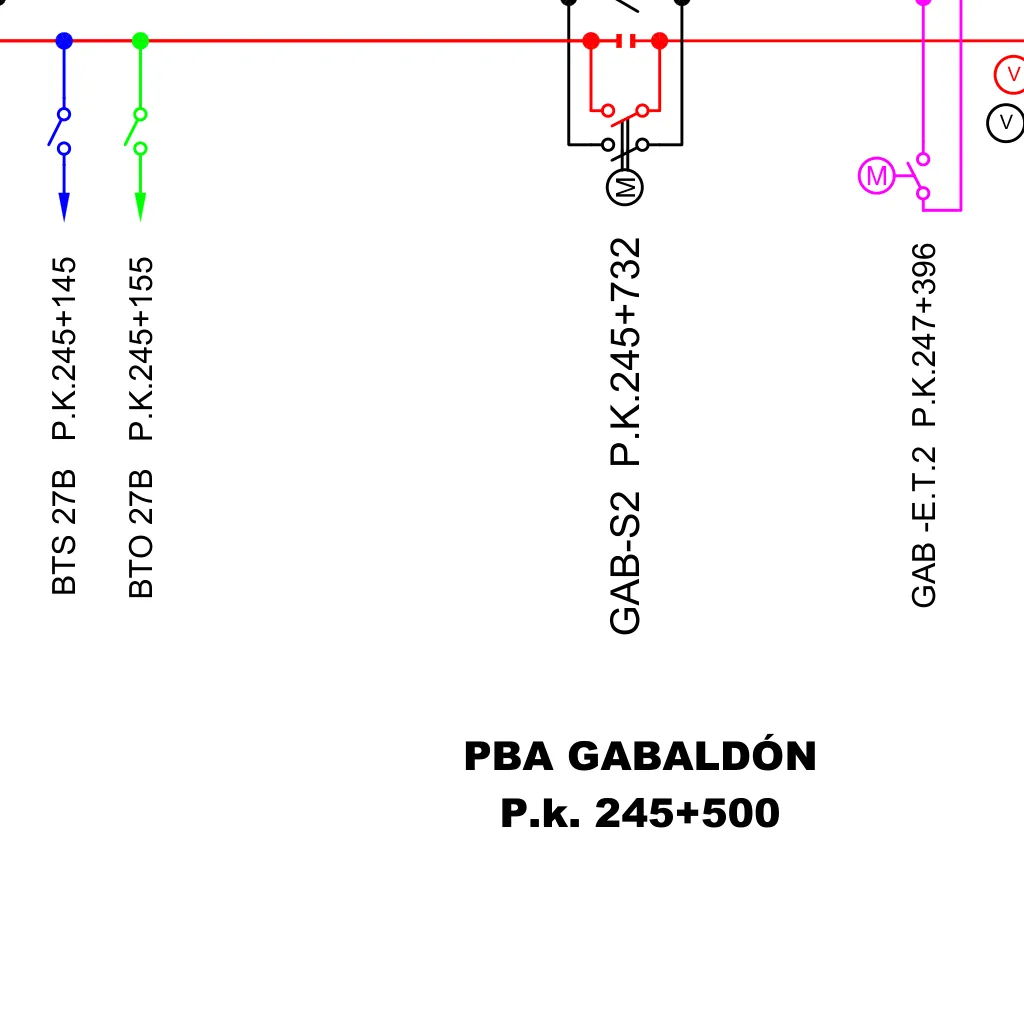 V
V
M
M
BTS 27B P.K.245+145
BTO 27B P.K.245+155
GAB-S2 P.K.245+732
GAB -E.T.2 P.K.247+396
PBA GABALDÓN
P.k. 245+500